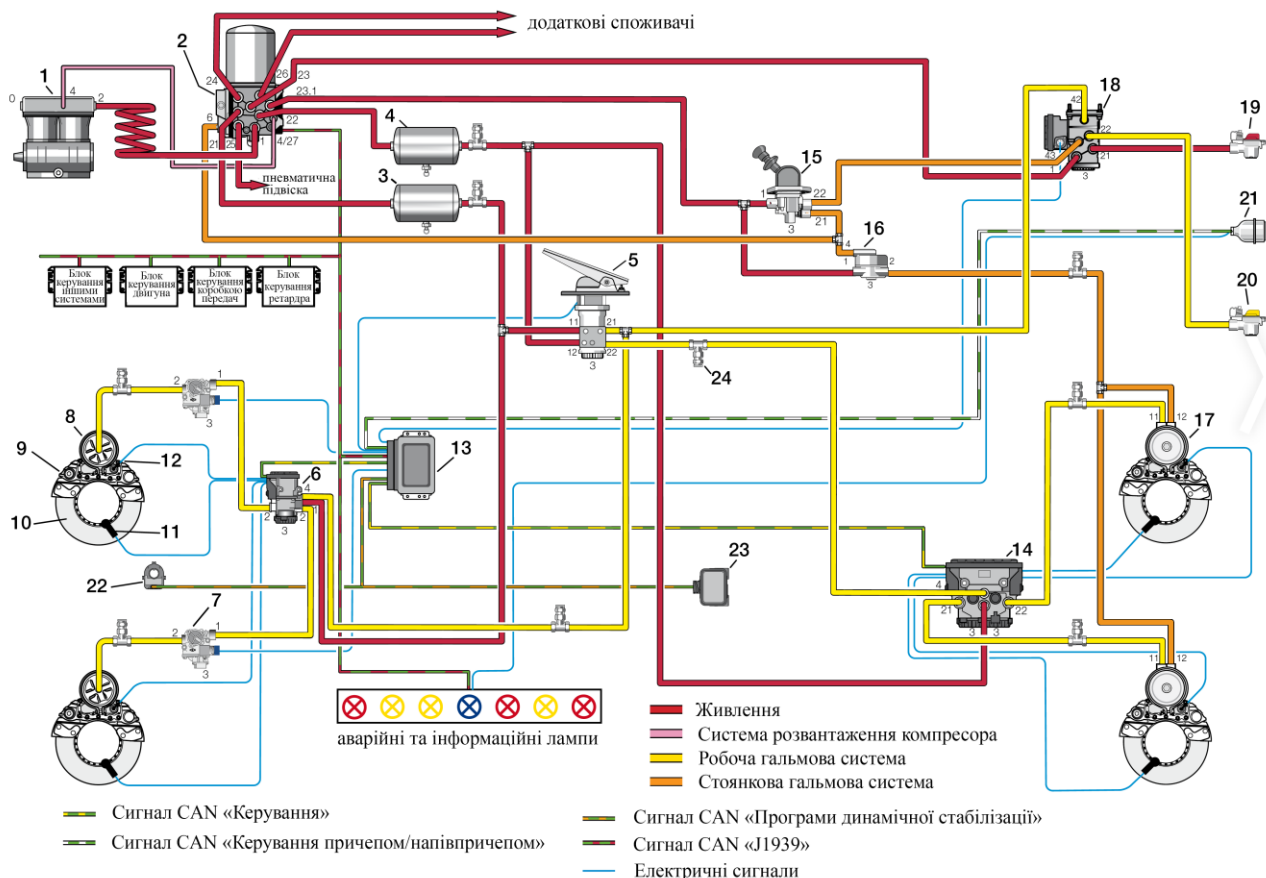 додаткові споживачі
2
1
0
4
2
24
26
23
23.1
6
22
21
25
1
4/27
пневматична
підвіска
4
3
15
1
22
21
3
16
4
1
2
3
18
42
43
22
21
1
3
19
21
20
Блок
керування
іншими
системами
Блок
керування
двигуна
Блок
керування
коробкою
передач
Блок
керування
ретардра
5
11
21
12
22
3
24
8
9
10
11
12
2
1
3
13
6
4
2
2
1
3
22
7
2
1
3
23
14
4
21
22
3
3
11
12
17
11
12
аварійні та інформаційні лампи
Живлення
Система розвантаження компресора
Робоча гальмова система
Стоянкова гальмова система
Сигнал CAN «Керування»
Сигнал CAN «Керування причепом/напівпричепом»
Сигнал CAN «Програми динамічної стабілізації»
Сигнал CAN «J1939»
Електричні сигнали